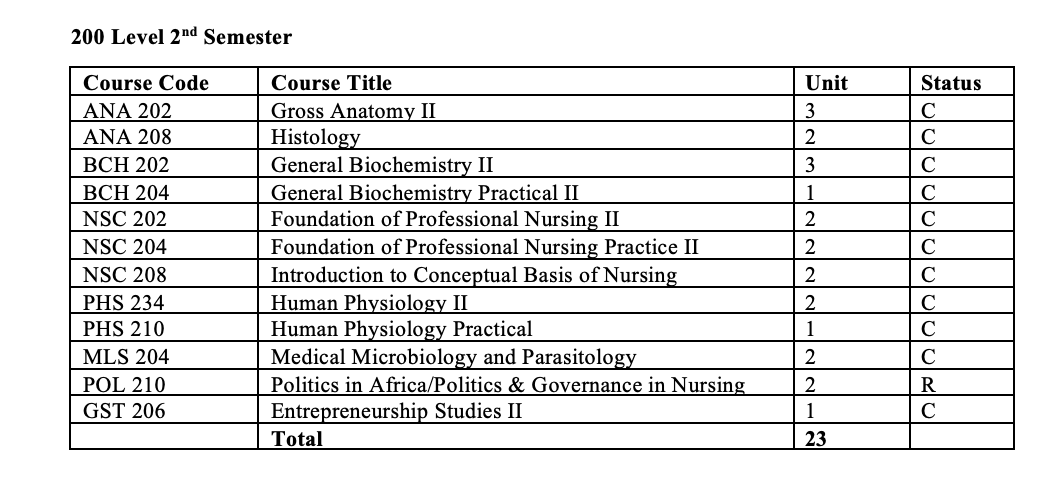 200 Level 2nd Semester
Course Code Course Title Unit Status
ANA 202 Gross Anatomy II 3 C
ANA 208 Histology 2 C
BCH 202 General Biochemistry II 3 C
BCH 204 General Biochemistry Practical II 1 C
NSC 202 Foundation of Professional Nursing II 2 C
NSC 204 Foundation of Professional Nursing Practice II 2 C
NSC 208 Introduction to Conceptual Basis of Nursing 2 C
PHS 234 Human Physiology II 2 C
PHS 210 Human Physiology Practical 1 C
MLS 204 Medical Microbiology and Parasitology 2 C
POL 210 Politics in Africa/Politics & Governance in Nursing 2 R
GST 206 Entrepreneurship Studies II 1 C
Total 23